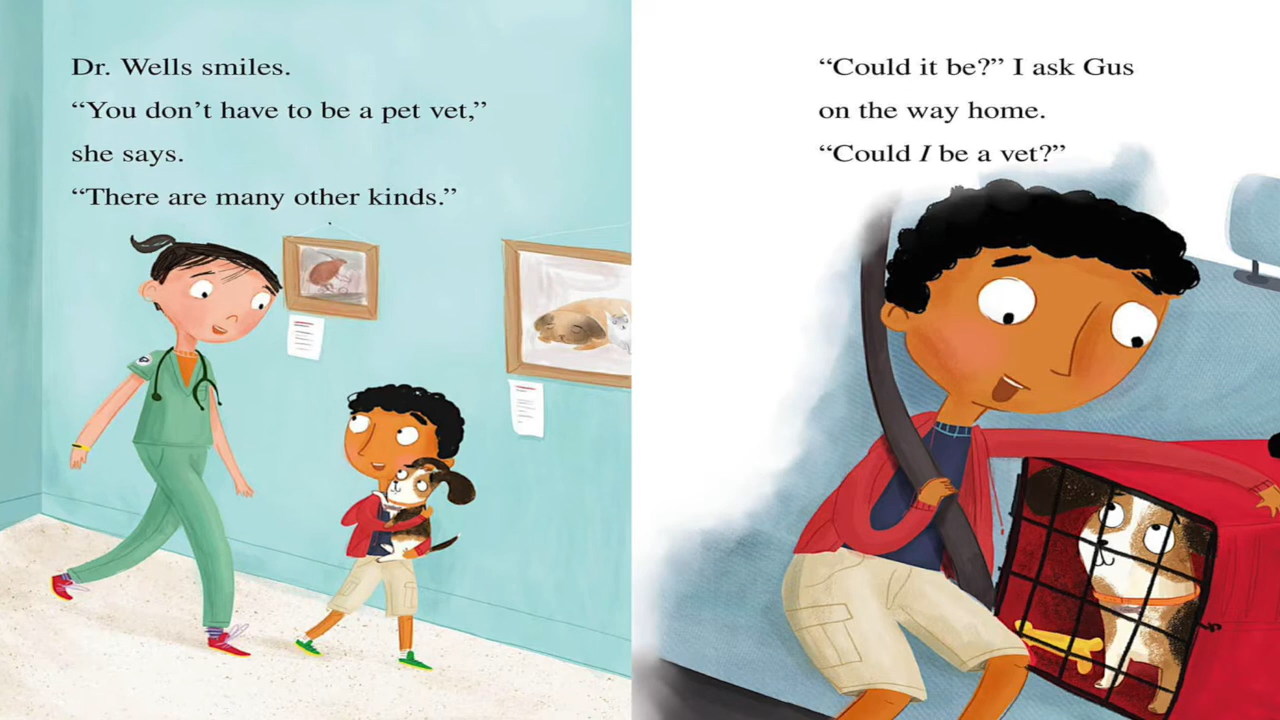 Dr. Wells smiles.
“You don’t have to be a pet vet,”
she says.
“There are many other kinds.”
“Could it be?” I ask Gus
on the way home.
“Could I be a vet?”